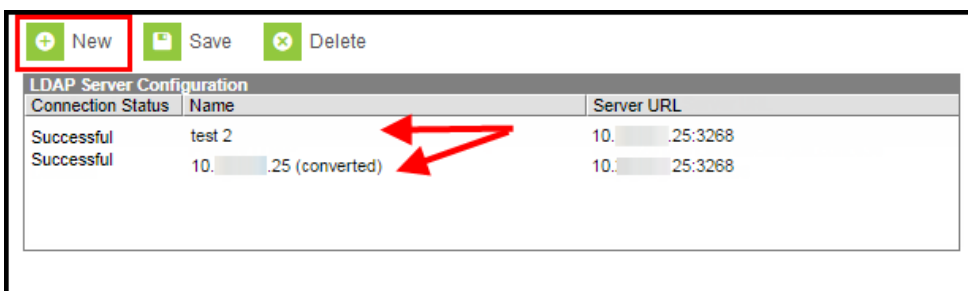 New Save Delete
LDAP Server Configuration
Connection Status Name Server URL
Successful test 2 10. .25:3268
Successful 10. .25 (converted) 10. 25:3268